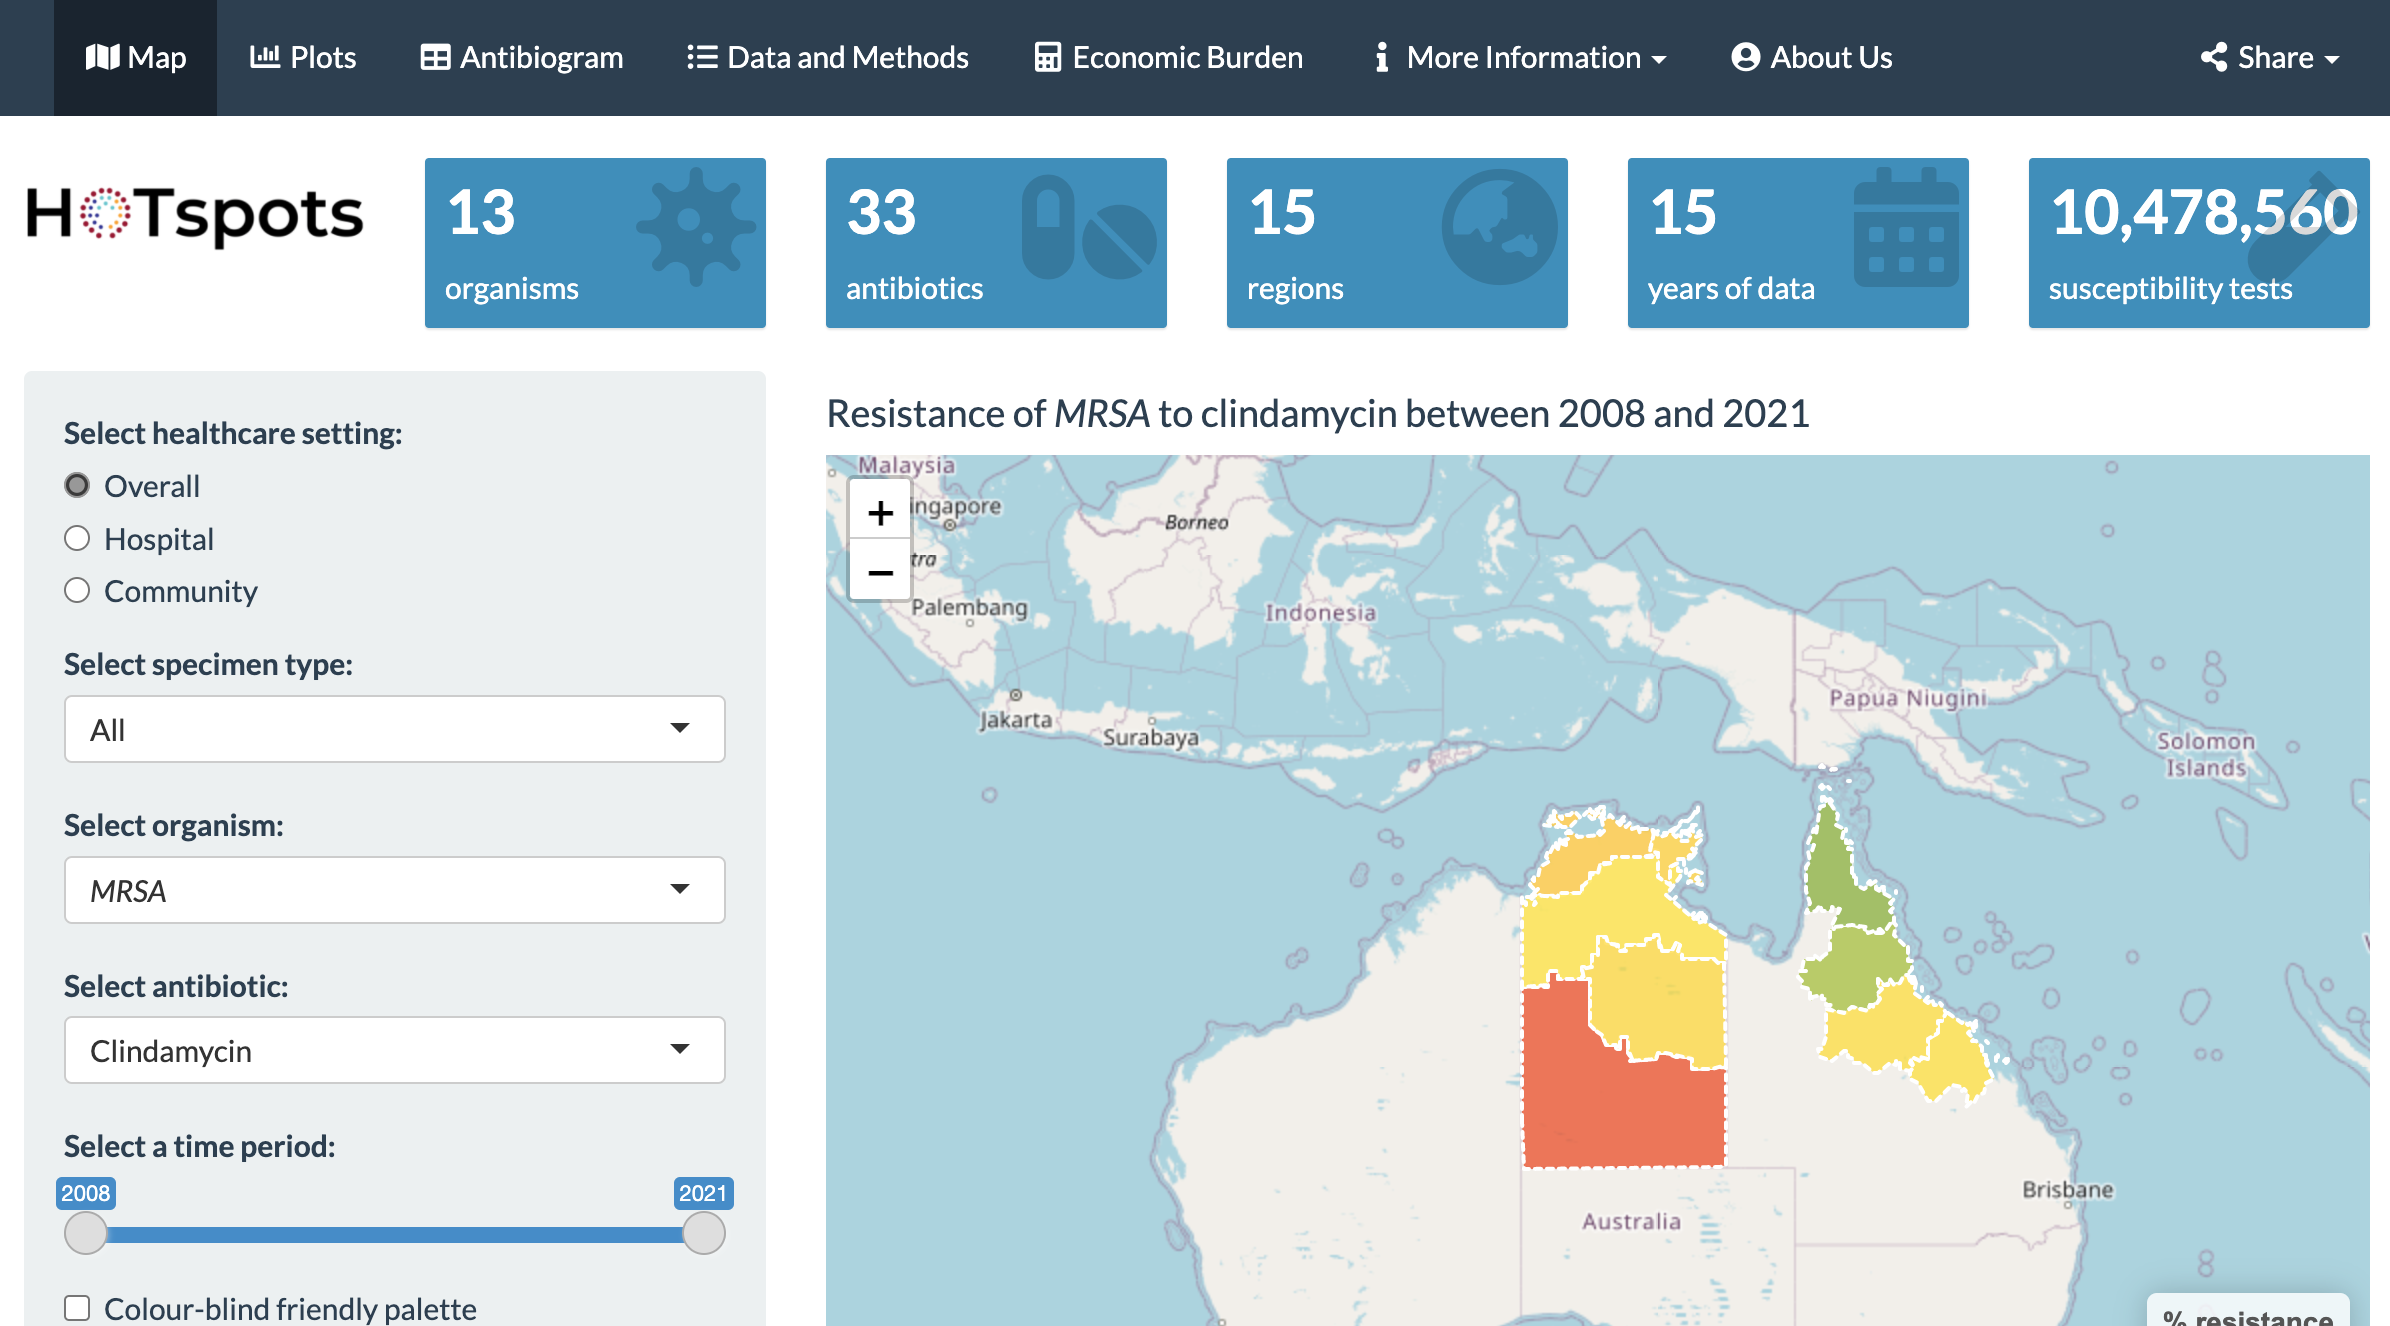 Map Plots Antibiogram Data and Methods Economic Burden More Information About Us Share
HOTspots
13
organisms
33
antibiotics
15
regions
15
years of data
10,478,560
susceptibility tests
Select healthcare setting:
Overall
Hospital
Community
Select specimen type:
All
Select organism:
MRSA
Select antibiotic:
Clindamycin
Select a time period:
2008 2021
Colour-blind friendly palette
Resistance of MRSA to clindamycin between 2008 and 2021
+
−
Malaysia
ingapore
Borneo
tra
Palembang
Indonesia
Jakarta
Surabaya
Papua Niugini
Solomon
Islands
Brisbane
Australia
% resistance